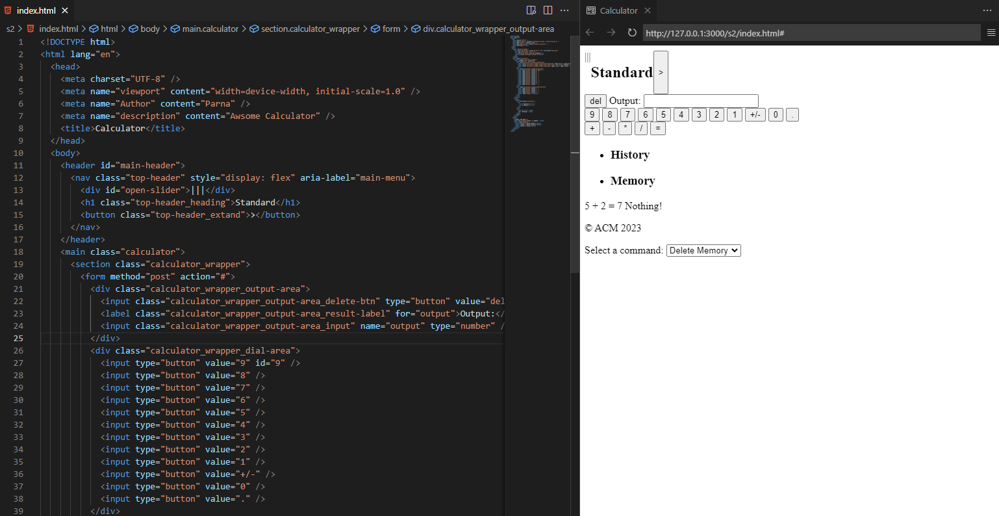 index.html
s2 > index.html > html > body > main.calculator > section.calculator_wrapper > form > div.calculator_wrapper_output-area
1 <!DOCTYPE html>
2 <html lang="en">
3 <head>
4 <meta charset="UTF-8" />
5 <meta name="viewport" content="width=device-width, initial-scale=1.0" />
6 <meta name="Author" content="Parna" />
7 <meta name="description" content="Awsome Calculator" />
8 <title>Calculator</title>
9 </head>
10 <body>
11 <header id="main-header">
12 <nav class="top-header" style="display: flex" aria-label="main-menu">
13 <div id="open-slider">|||</div>
14 <h1 class="top-header_heading">Standard</h1>
15 <button class="top-header_extand">></button>
16 </nav>
17 </header>
18 <main class="calculator">
19 <section class="calculator_wrapper">
20 <form method="post" action="#">
21 <div class="calculator_wrapper_output-area">
22 <input class="calculator_wrapper_output-area_delete-btn" type="button" value="del
23 <label class="calculator_wrapper_output-area_result-label" for="output">Output:</
24 <input class="calculator_wrapper_output-area_input" name="output" type="number" /
25 </div>
26 <div class="calculator_wrapper_dial-area">
27 <input type="button" value="9" id="9" />
28 <input type="button" value="8" />
29 <input type="button" value="7" />
30 <input type="button" value="6" />
31 <input type="button" value="5" />
32 <input type="button" value="4" />
33 <input type="button" value="3" />
34 <input type="button" value="2" />
35 <input type="button" value="1" />
36 <input type="button" value="+/-" />
37 <input type="button" value="0" />
38 <input type="button" value="." />
39 </div>
Calculator
http://127.0.0.1:3000/s2/index.html#
|||
Standard >
del Output:
9 8 7 6 5 4 3 2 1 +/- 0 .
+ - * / =
• History
• Memory
5 + 2 = 7 Nothing!
© ACM 2023
Select a command: Delete Memory